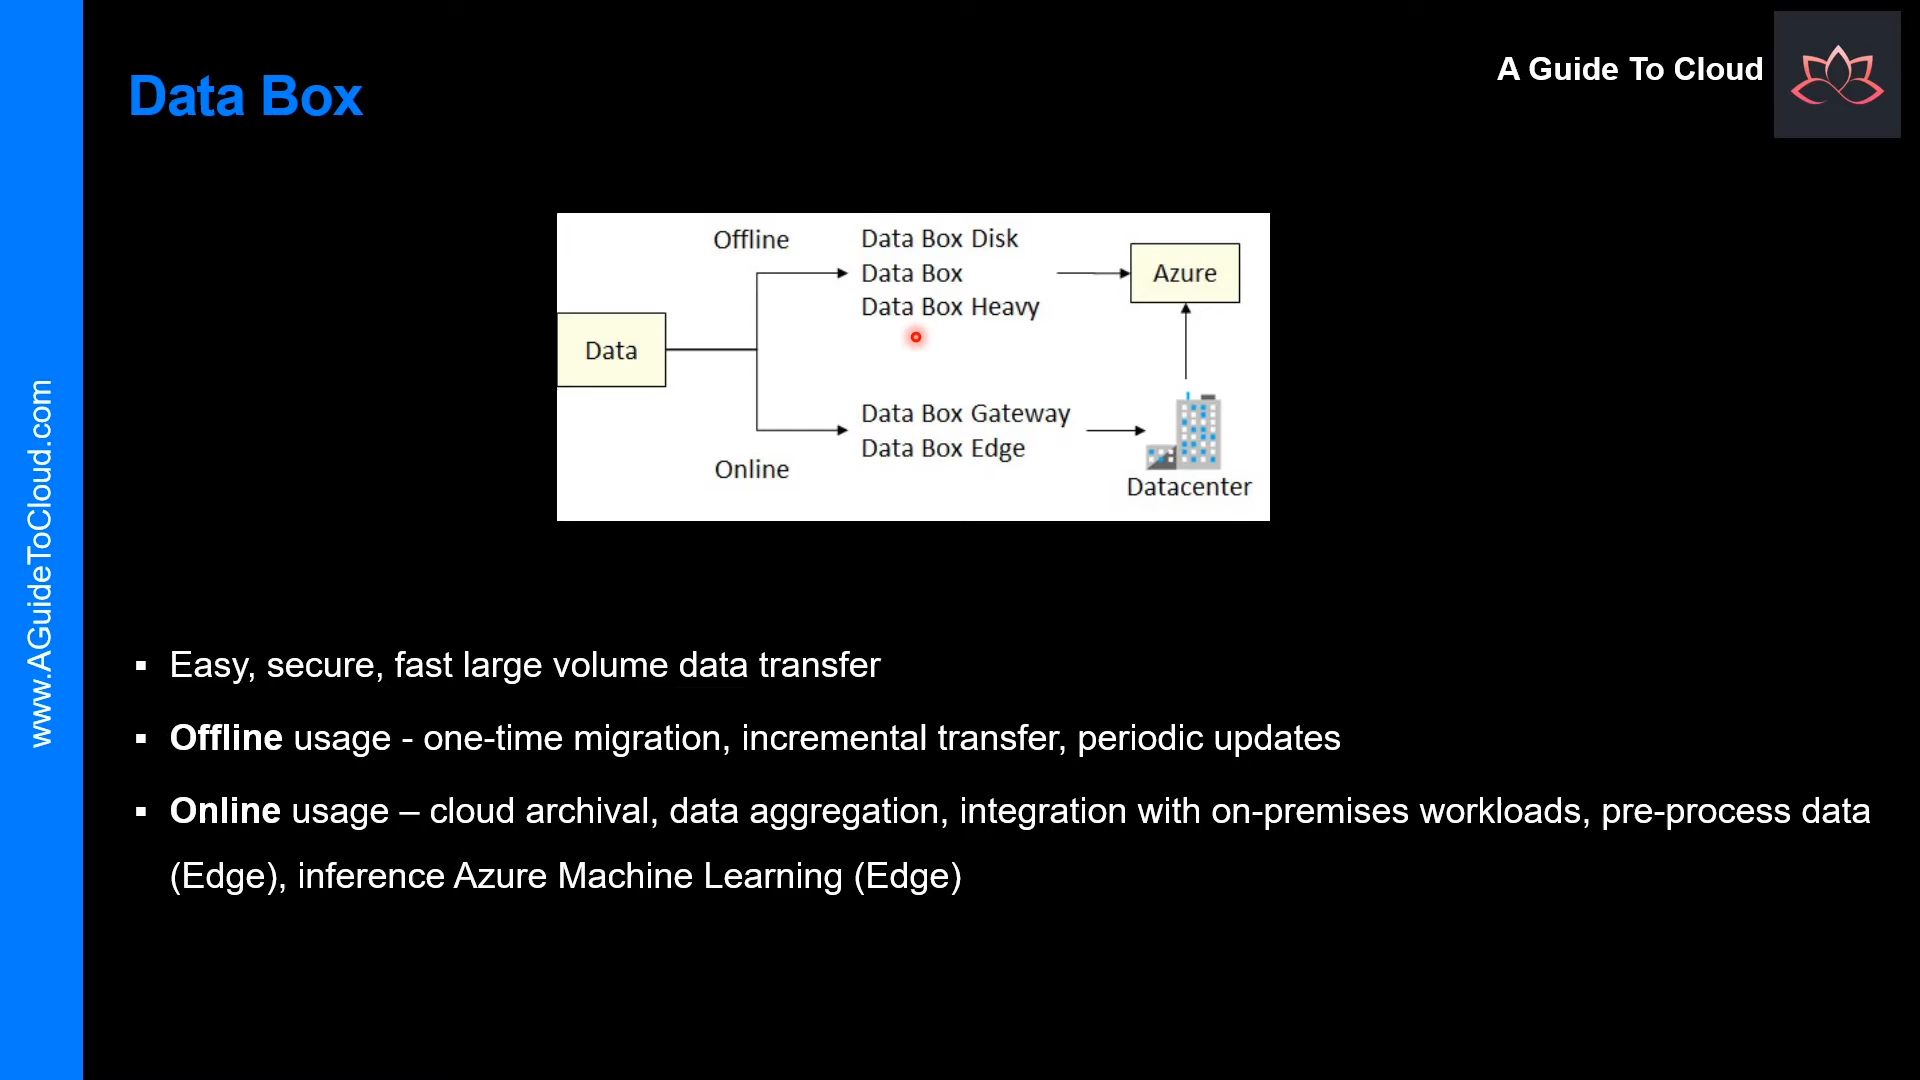 Data Box
A Guide To Cloud
www.AGuideToCloud.com
Offline
Data Box Disk
Data Box
Data Box Heavy
Azure
Data
Data Box Gateway
Data Box Edge
Online
Datacenter
▪ Easy, secure, fast large volume data transfer
▪ Offline usage - one-time migration, incremental transfer, periodic updates
▪ Online usage – cloud archival, data aggregation, integration with on-premises workloads, pre-process data
(Edge), inference Azure Machine Learning (Edge)